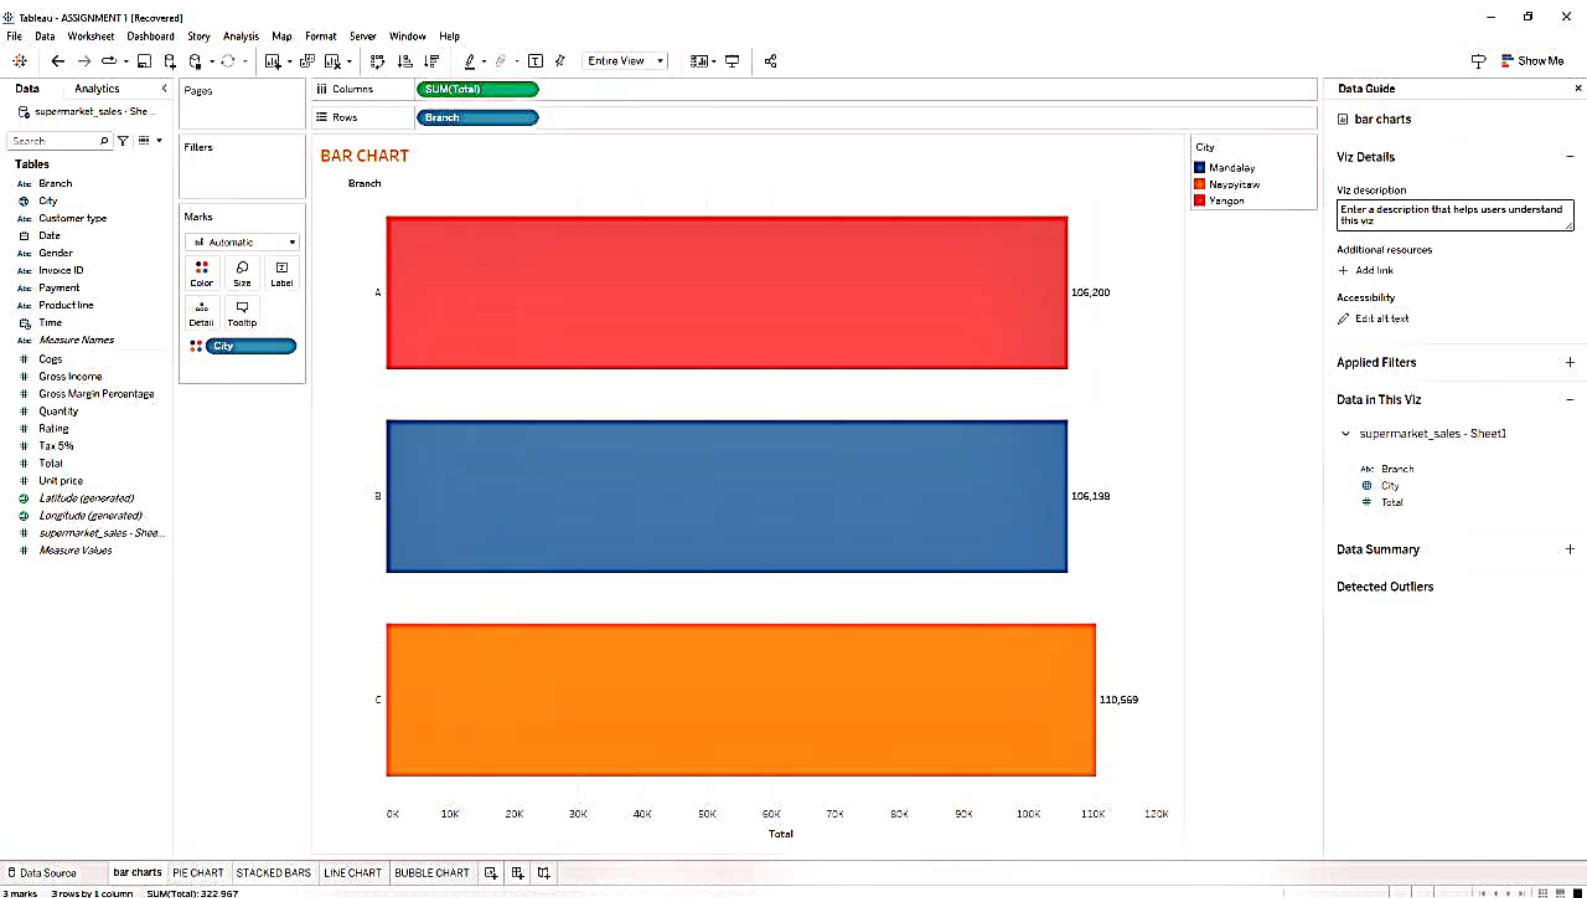 Tableau - ASSIGNMENT 1 [Recovered]
File Data Worksheet Dashboard Story Analysis Map Format Server Window Help
Entire View
Show Me
Data Analytics
supermarket_sales - She...
Search
Tables
Abc Branch
City
Abc Customer type
Date
Abc Gender
Abc Invoice ID
Abc Payment
Abc Product line
Time
Abc Measure Names
# Cogs
# Gross Income
# Gross Margin Percentage
# Quantity
# Rating
# Tax 5%
# Total
# Unit price
Latitude (generated)
Longitude (generated)
# supermarket_sales - Shee...
# Measure Values
Pages
Filters
Marks
Automatic
Color Size Label
Detail Tooltip
City
Columns SUM(Total)
Rows Branch
BAR CHART
Branch
A 106,200
B 106,198
C 110,569
0K 10K 20K 30K 40K 50K 60K 70K 80K 90K 100K 110K 120K
Total
City
Mandalay
Naypyitaw
Yangon
Data Guide
bar charts
Viz Details
Viz description
Enter a description that helps users understand
this viz
Additional resources
+ Add link
Accessibility
Edit alt text
Applied Filters +
Data in This Viz −
supermarket_sales - Sheet1
Abc Branch
City
# Total
Data Summary +
Detected Outliers
Data Source bar charts PIE CHART STACKED BARS LINE CHART BUBBLE CHART
3 marks 3 rows by 1 column SUM(Total): 322,967